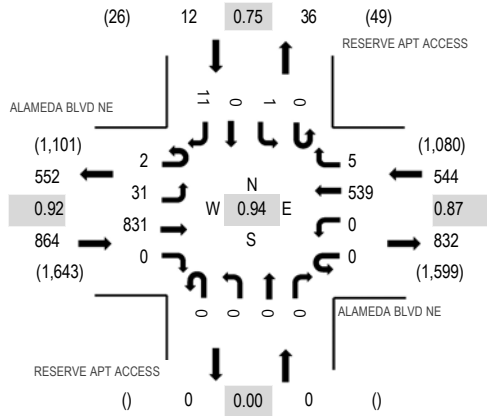 (26) 12 0.75 36 (49)
RESERVE APT ACCESS
11 0 1 0
ALAMEDA BLVD NE
(1,101) (1,080)
2 5
552 544
31 N 539
0.92 W 0.94 E 0.87
831 0
864 S 832
0 0
(1,643) (1,599)
0 0 0 0
ALAMEDA BLVD NE
RESERVE APT ACCESS
() 0 0.00 0 ()